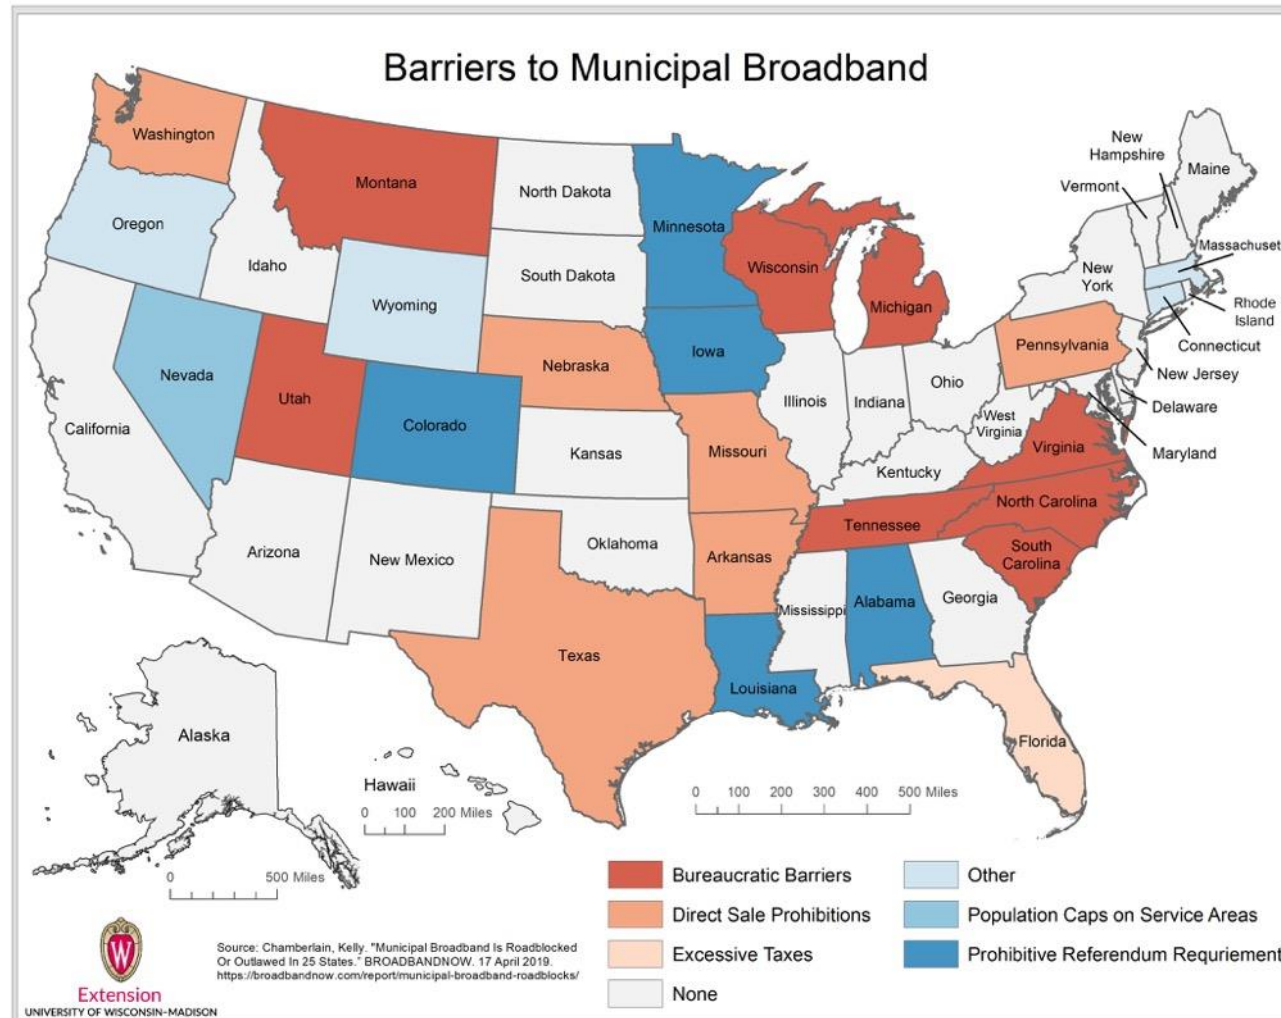 Barriers to Municipal Broadband
Washington
Montana
North Dakota
Minnesota
New
Hampshire
Maine
Vermont
Oregon
Idaho
South Dakota
Wisconsin
Michigan
Massachuset
New
York
Wyoming
Rhode
Island
Connecticut
Nevada
Utah
Nebraska
Iowa
Pennsylvania
New Jersey
Ohio
Illinois
Indiana
Delaware
California
Colorado
Kansas
Missouri
West
Virginia
Virginia
Maryland
Kentucky
North Carolina
Tennessee
Arizona
New Mexico
Oklahoma
Arkansas
South
Carolina
Mississippi
Alabama
Georgia
Texas
Louisiana
Florida
Alaska
Hawaii
0 100 200 Miles
0 100 200 300 400 500 Miles
0 500 Miles
Bureaucratic Barriers
Direct Sale Prohibitions
Excessive Taxes
None
Other
Population Caps on Service Areas
Prohibitive Referendum Requriement
W
Extension
UNIVERSITY OF WISCONSIN–MADISON
Source: Chamberlain, Kelly. "Municipal Broadband Is Roadblocked
Or Outlawed In 25 States." BROADBANDNOW. 17 April 2019.
https://broadbandnow.com/report/municipal-broadband-roadblocks/